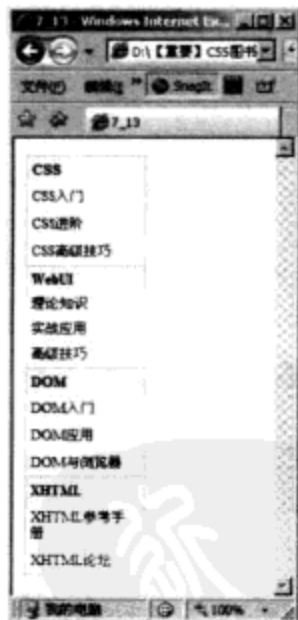 7_13 - Windows Internet Ex...
D:\【重要】CSS图书
文件(F) 编辑(E) » SnagIt
7_13
CSS
CSS入门
CSS进阶
CSS高级技巧
WebUI
理论知识
实战应用
高级技巧
DOM
DOM入门
DOM应用
DOM与浏览器
XHTML
XHTML参考手
册
XHTML论坛
我的电脑 100%